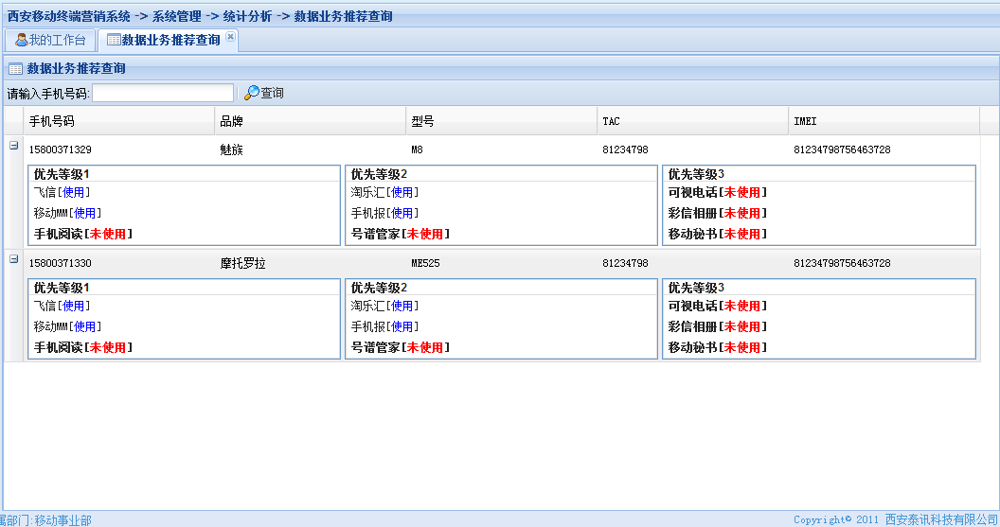 西安移动终端营销系统 -> 系统管理 -> 统计分析 -> 数据业务推荐查询
我的工作台 数据业务推荐查询
数据业务推荐查询
请输入手机号码: 查询
手机号码 品牌 型号 TAC IMEI
15800371329 魅族 M8 81234798 81234798756463728
优先等级1 优先等级2 优先等级3
飞信[使用] 淘乐汇[使用] 可视电话[未使用]
移动MM[使用] 手机报[使用] 彩信相册[未使用]
手机阅读[未使用] 号谱管家[未使用] 移动秘书[未使用]
15800371330 摩托罗拉 ME525 81234798 81234798756463728
优先等级1 优先等级2 优先等级3
飞信[使用] 淘乐汇[使用] 可视电话[未使用]
移动MM[使用] 手机报[使用] 彩信相册[未使用]
手机阅读[未使用] 号谱管家[未使用] 移动秘书[未使用]
属部门:移动事业部 Copyright© 2011 西安泰讯科技有限公司